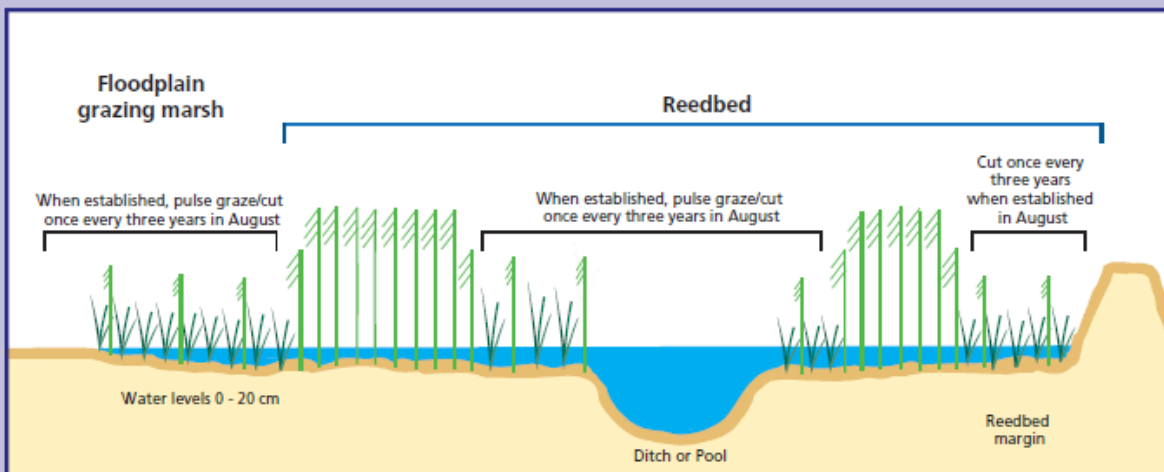 Floodplain
grazing marsh
Reedbed
When established, pulse graze/cut
once every three years in August
When established, pulse graze/cut
once every three years in August
Cut once every
three years
when established
in August
Water levels 0 - 20 cm
Ditch or Pool
Reedbed
margin